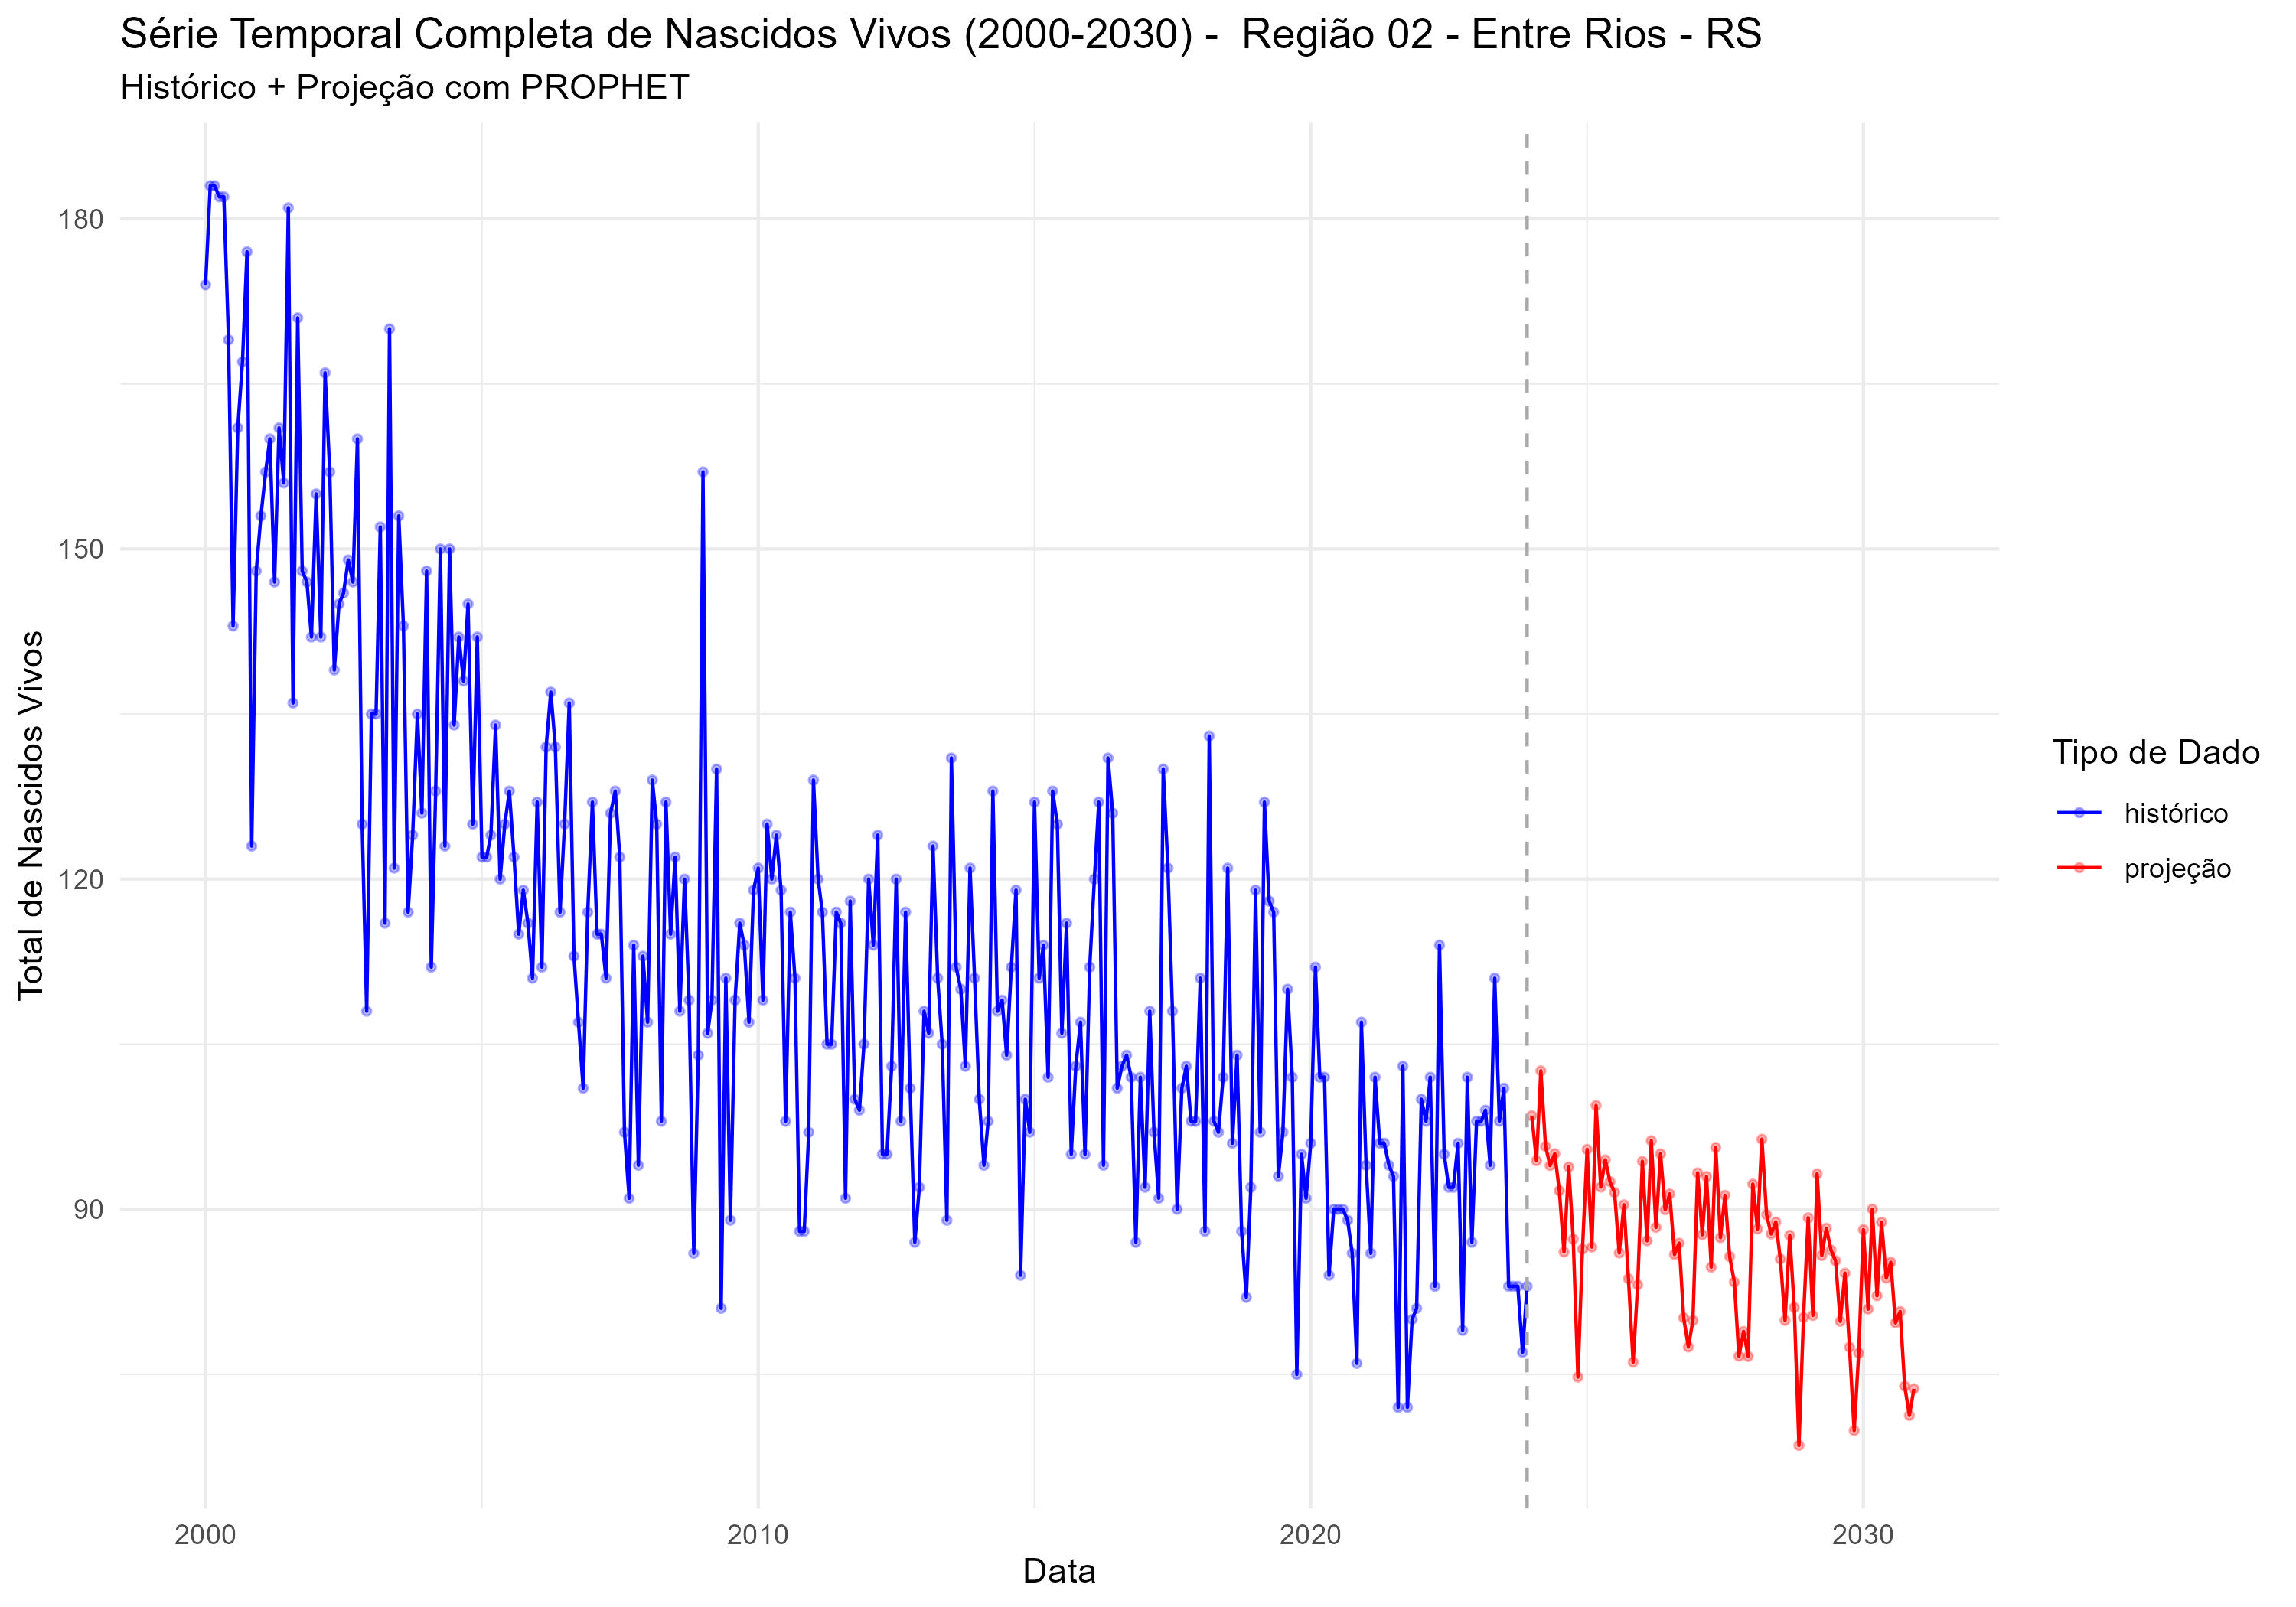 Série Temporal Completa de Nascidos Vivos (2000-2030) -  Região 02 - Entre Rios - RS
Histórico + Projeção com PROPHET
Total de Nascidos Vivos
180
150
120
90
2000
2010
2020
2030
Data
Tipo de Dado
histórico
projeção